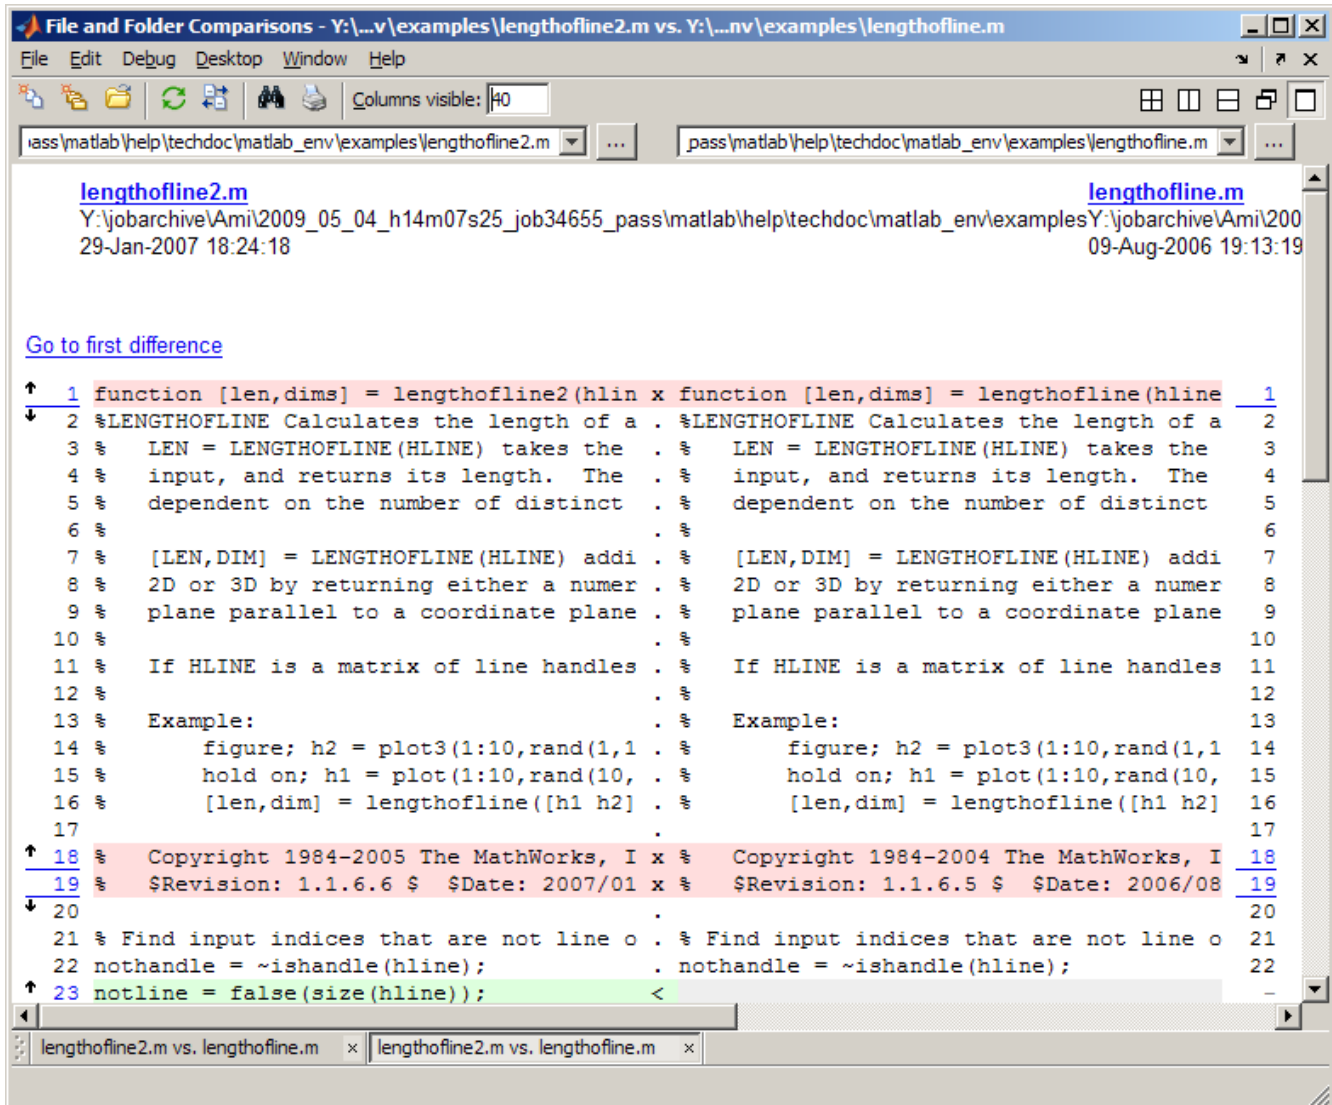 File and Folder Comparisons - Y:\...v\examples\lengthofline2.m vs. Y:\...nv\examples\lengthofline.m
File Edit Debug Desktop Window Help
Columns visible: 40
pass\matlab\help\techdoc\matlab_env\examples\lengthofline2.m ... pass\matlab\help\techdoc\matlab_env\examples\lengthofline.m ...
lengthofline2.m lengthofline.m
Y:\jobarchive\Ami\2009_05_04_h14m07s25_job34655_pass\matlab\help\techdoc\matlab_env\examples Y:\jobarchive\Ami\200
29-Jan-2007 18:24:18 09-Aug-2006 19:13:19
Go to first difference
1 function [len,dims] = lengthofline2(hlin x function [len,dims] = lengthofline(hline 1
2 %LENGTHOFLINE Calculates the length of a . %LENGTHOFLINE Calculates the length of a 2
3 % LEN = LENGTHOFLINE(HLINE) takes the . % LEN = LENGTHOFLINE(HLINE) takes the 3
4 % input, and returns its length. The . % input, and returns its length. The 4
5 % dependent on the number of distinct . % dependent on the number of distinct 5
6 % . % 6
7 % [LEN,DIM] = LENGTHOFLINE(HLINE) addi . % [LEN,DIM] = LENGTHOFLINE(HLINE) addi 7
8 % 2D or 3D by returning either a numer . % 2D or 3D by returning either a numer 8
9 % plane parallel to a coordinate plane . % plane parallel to a coordinate plane 9
10 % . % 10
11 % If HLINE is a matrix of line handles . % If HLINE is a matrix of line handles 11
12 % . % 12
13 % Example: . % Example: 13
14 % figure; h2 = plot3(1:10,rand(1,1 . % figure; h2 = plot3(1:10,rand(1,1 14
15 % hold on; h1 = plot(1:10,rand(10, . % hold on; h1 = plot(1:10,rand(10, 15
16 % [len,dim] = lengthofline([h1 h2] . % [len,dim] = lengthofline([h1 h2] 16
17 . 17
18 % Copyright 1984-2005 The MathWorks, I x % Copyright 1984-2004 The MathWorks, I 18
19 % $Revision: 1.1.6.6 $ $Date: 2007/01 x % $Revision: 1.1.6.5 $ $Date: 2006/08 19
20 . 20
21 % Find input indices that are not line o . % Find input indices that are not line o 21
22 nothandle = ~ishandle(hline); . nothandle = ~ishandle(hline); 22
23 notline = false(size(hline)); < -
lengthofline2.m vs. lengthofline.m × lengthofline2.m vs. lengthofline.m ×